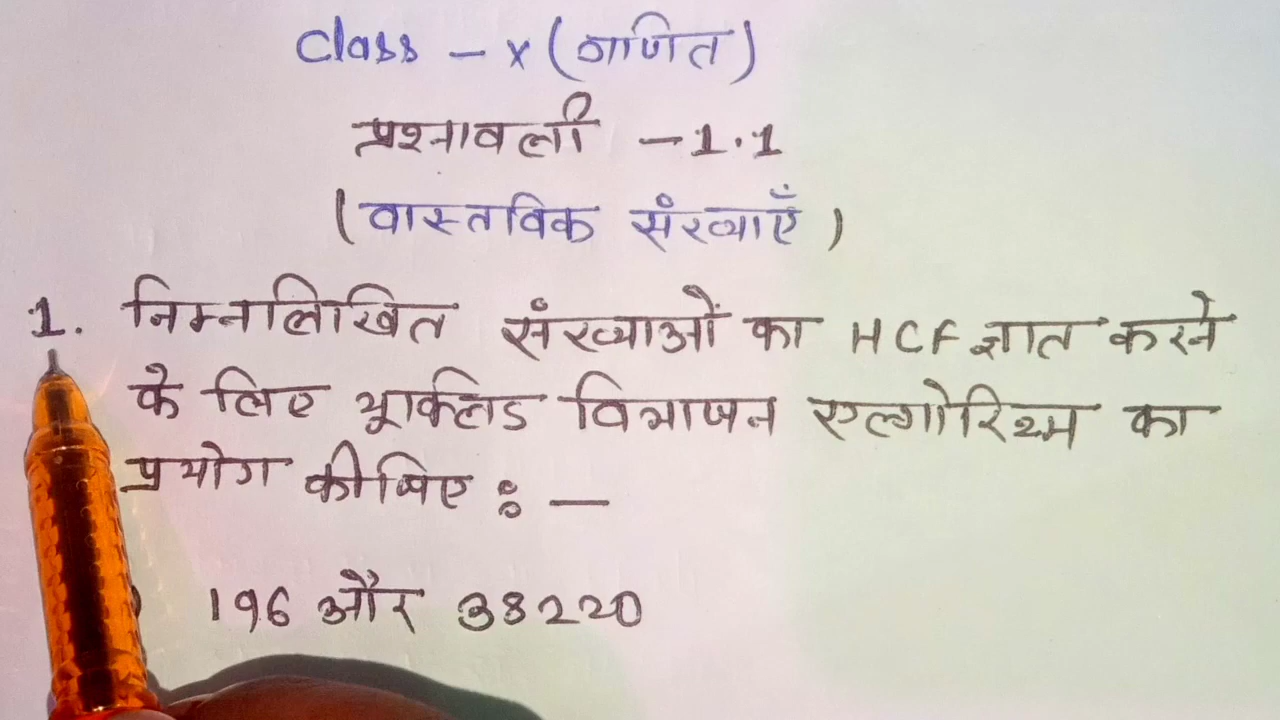 Class - X (गणित)
प्रश्नावली - 1.1
(वास्तविक संख्याएँ)
1. निम्नलिखित संख्याओं का HCF ज्ञात करने
के लिए यूक्लिड विभाजन एल्गोरिथ्म का
प्रयोग कीजिए : —
196 और 38220